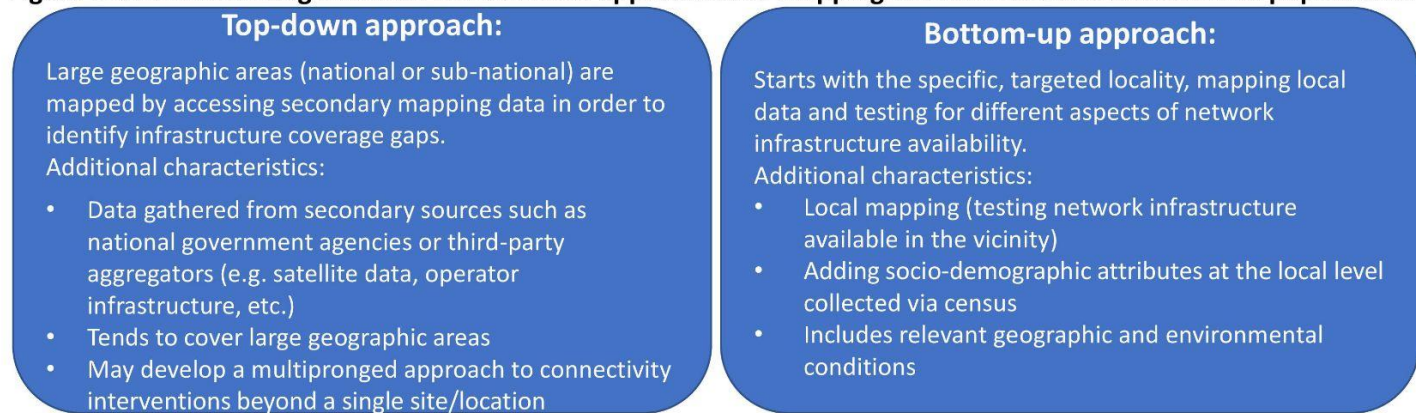 Top-down approach:
Large geographic areas (national or sub-national) are
mapped by accessing secondary mapping data in order to
identify infrastructure coverage gaps.
Additional characteristics:
• Data gathered from secondary sources such as
national government agencies or third-party
aggregators (e.g. satellite data, operator
infrastructure, etc.)
• Tends to cover large geographic areas
• May develop a multipronged approach to connectivity
interventions beyond a single site/location
Bottom-up approach:
Starts with the specific, targeted locality, mapping local
data and testing for different aspects of network
infrastructure availability.
Additional characteristics:
• Local mapping (testing network infrastructure
available in the vicinity)
• Adding socio-demographic attributes at the local level
collected via census
• Includes relevant geographic and environmental
conditions